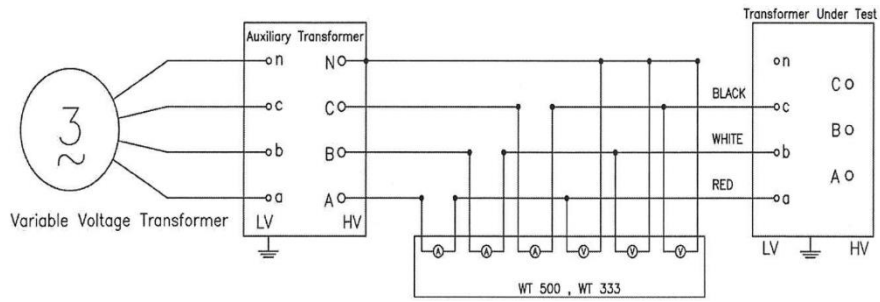 Transformer Under Test
Auxiliary Transformer
n N n
C
c C BLACK c
3
~
B
b B WHITE b
A
a A RED a
Variable Voltage Transformer LV HV
LV HV
A A A V V V
WT 500 , WT 333